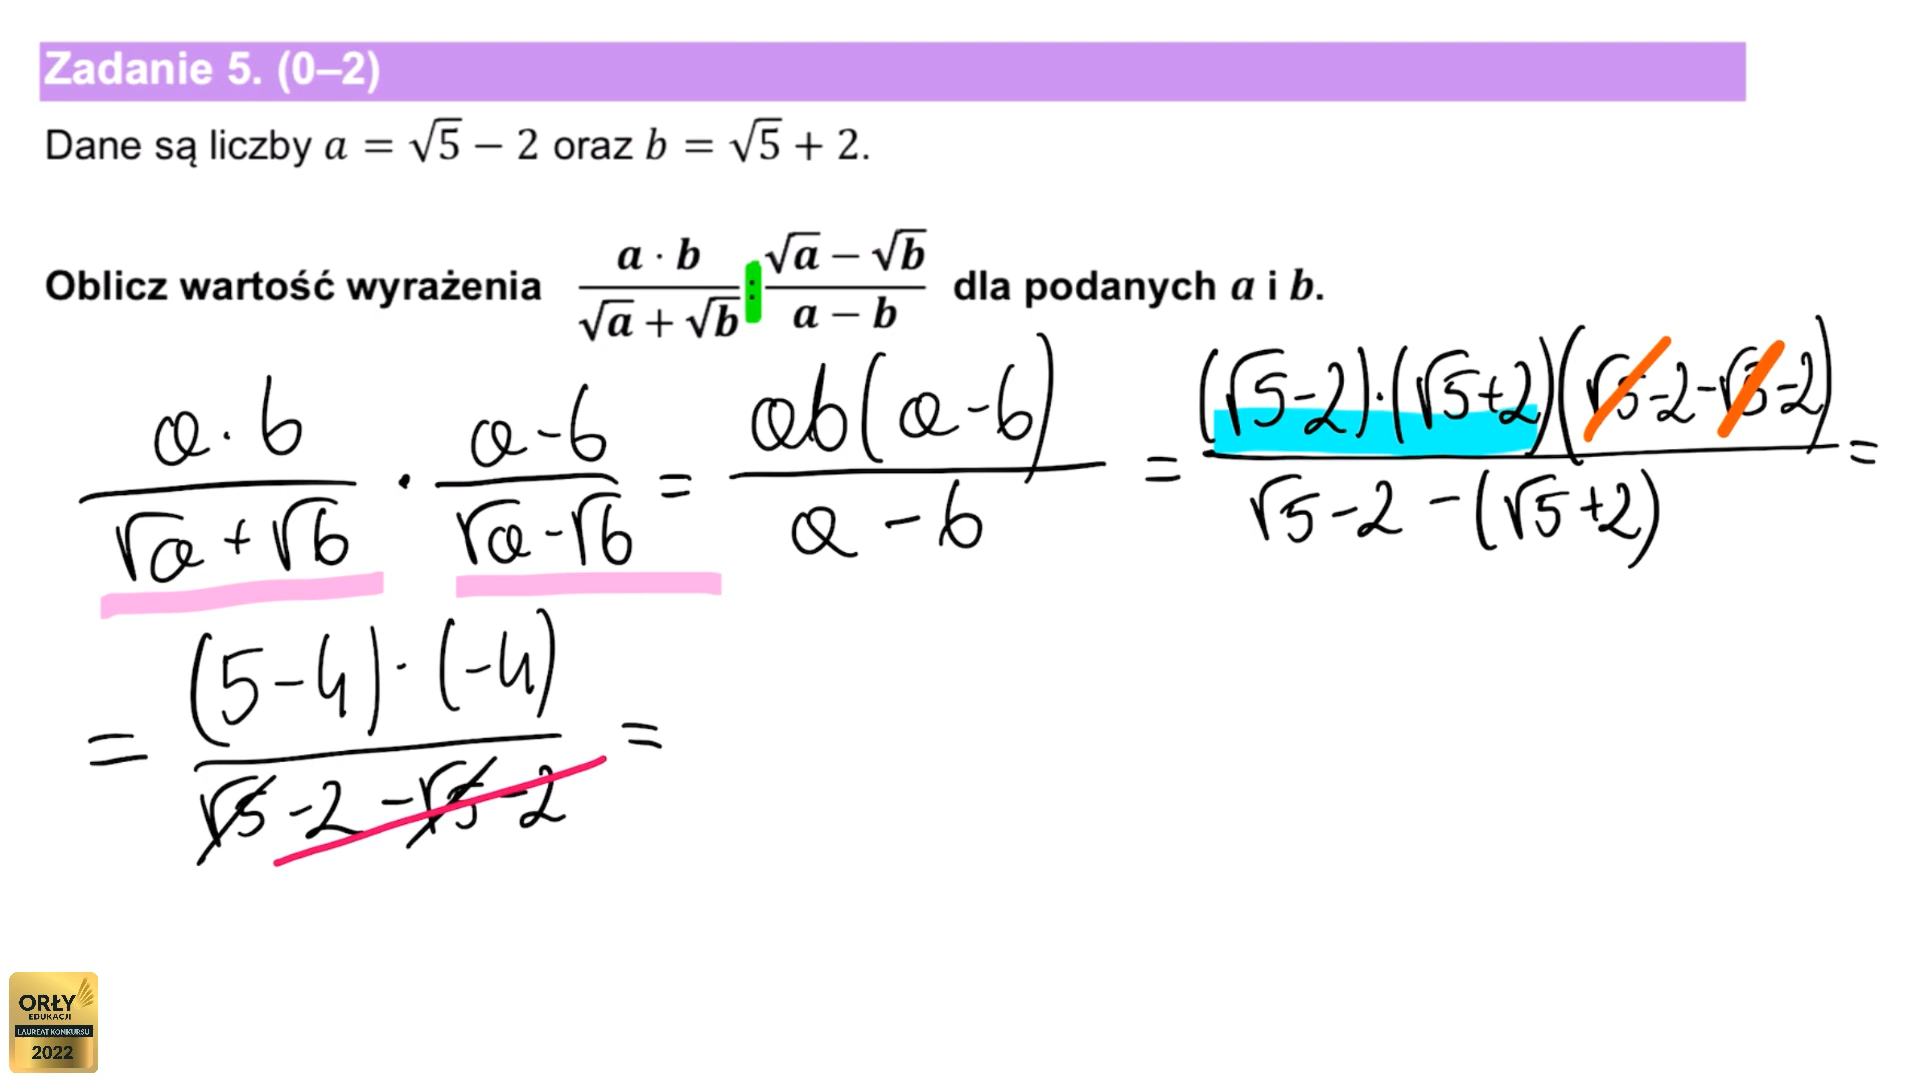 Zadanie 5. (0–2)
Dane są liczby a = √5 − 2 oraz b = √5 + 2.
Oblicz wartość wyrażenia (a · b)/(√a + √b) : (√a − √b)/(a − b) dla podanych a i b.
(a · b)/(√a + √b) · (a − b)/(√a − √b) = ab(a − b)/(a − b) = (√5 − 2) · (√5 + 2)(√5 − 2 − √5 − 2)/(√5 − 2 − (√5 + 2)) =
= (5 − 4) · (−4)/(√5 − 2 − √5 − 2) =
ORŁY
EDUKACJI
LAUREAT KONKURSU
2022